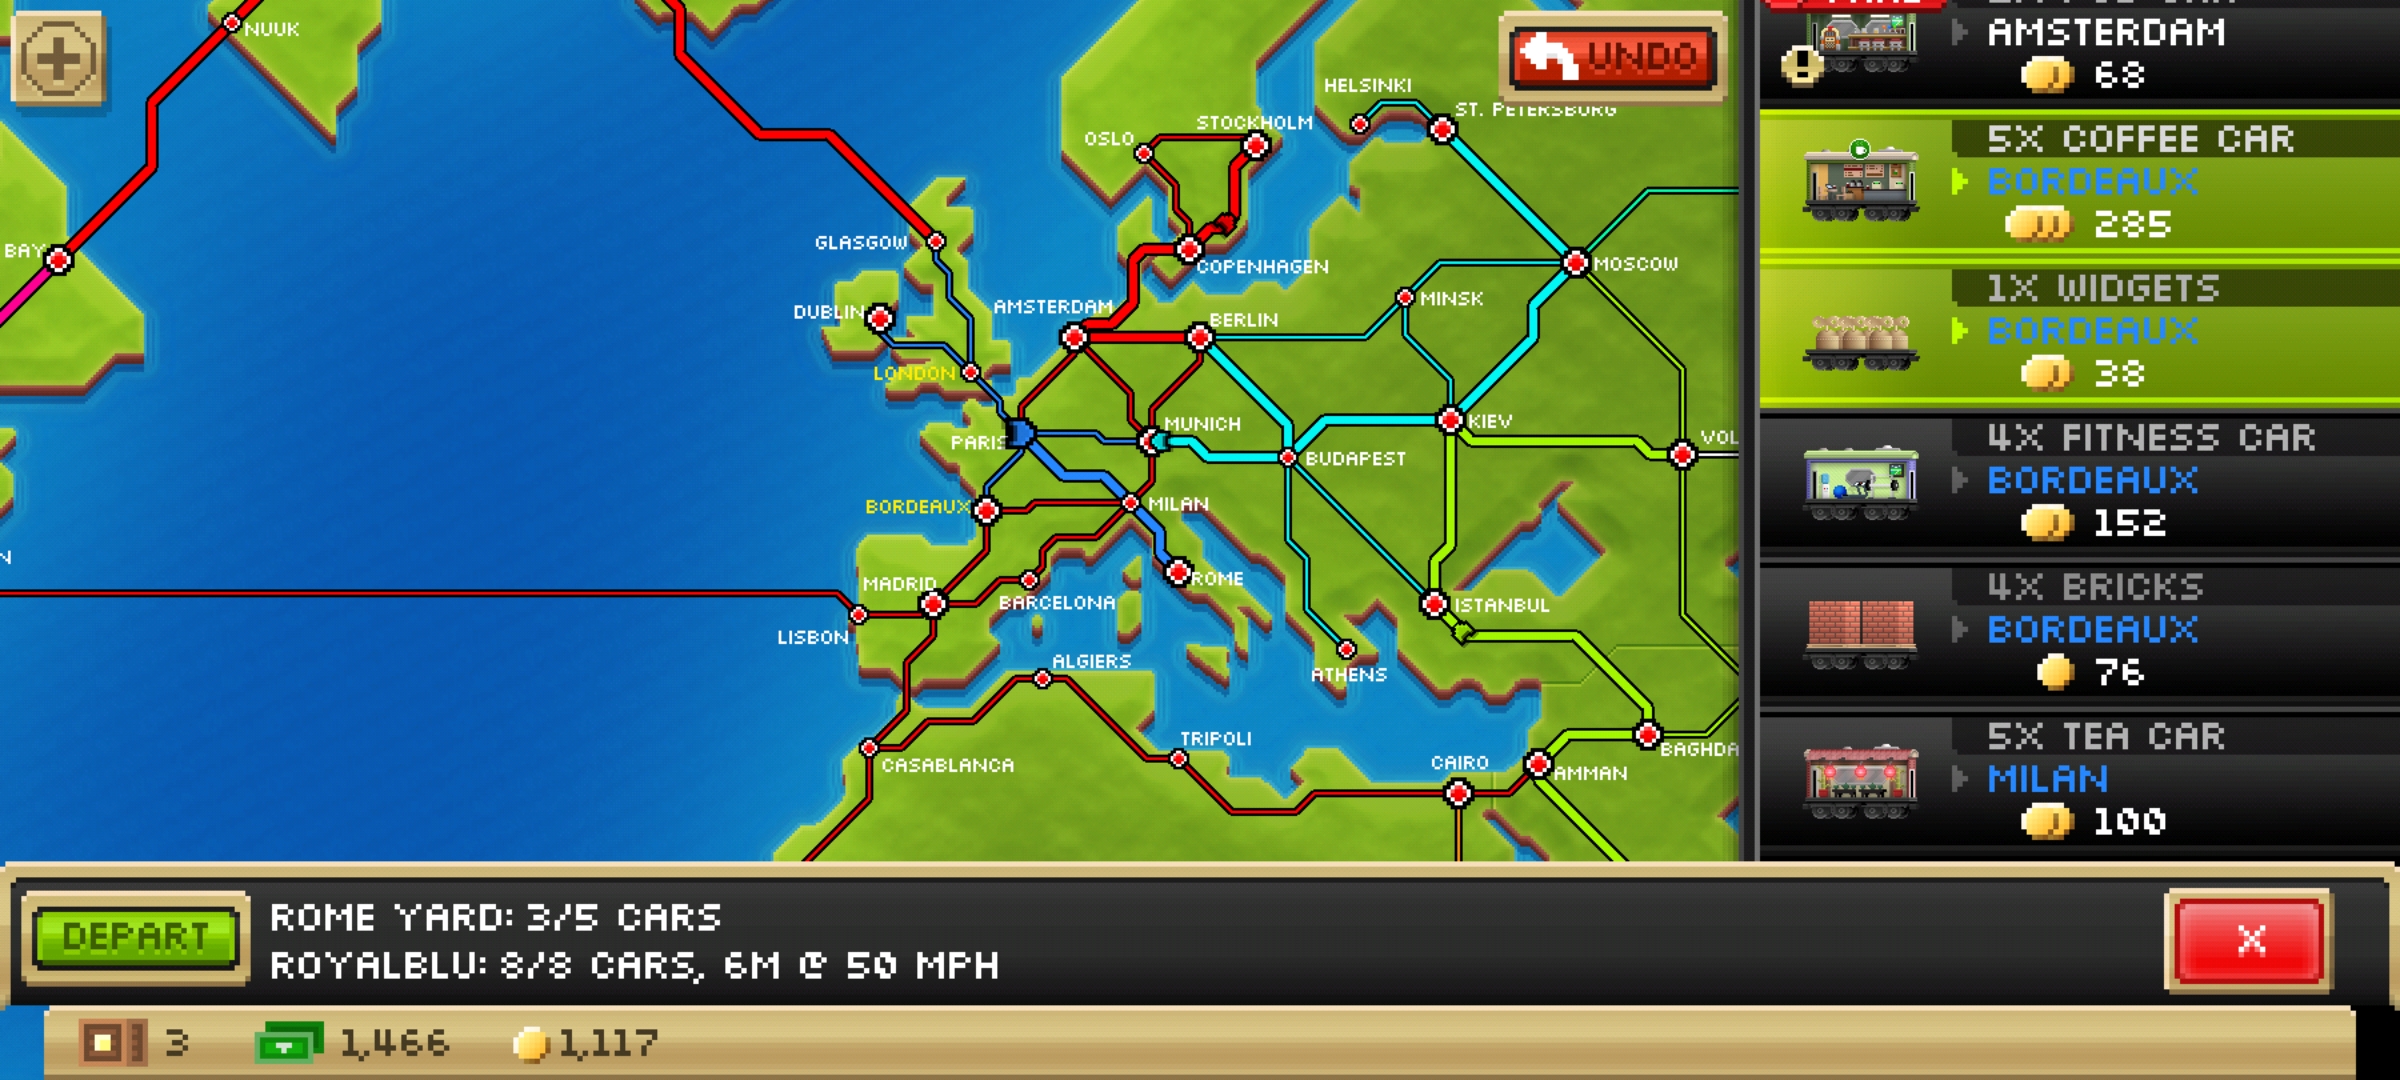 NUUK
UNDO
AMSTERDAM
68
HELSINKI
ST. PETERSBURG
STOCKHOLM
OSLO
5X COFFEE CAR
BORDEAUX
285
BAY
GLASGOW
COPENHAGEN
MOSCOW
1X WIDGETS
BORDEAUX
38
DUBLIN
AMSTERDAM
BERLIN
MINSK
LONDON
PARIS
MUNICH
KIEV
VOL
BUDAPEST
4X FITNESS CAR
BORDEAUX
152
BORDEAUX
MILAN
N
MADRID
BARCELONA
ROME
ISTANBUL
4X BRICKS
BORDEAUX
76
LISBON
ALGIERS
ATHENS
TRIPOLI
CASABLANCA
CAIRO
AMMAN
BAGHDA
5X TEA CAR
MILAN
100
DEPART
ROME YARD: 3/5 CARS
ROYALBLU: 8/8 CARS, 6M @ 50 MPH
X
3
1,466
1,117